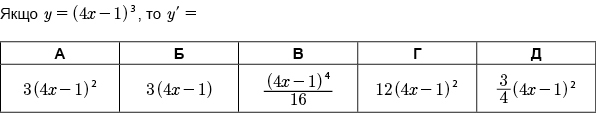 Якщо y = (4x − 1)³, то y′ =
А Б В Г Д
3(4x − 1)² 3(4x − 1) (4x − 1)⁴/16 12(4x − 1)² 3/4(4x − 1)²